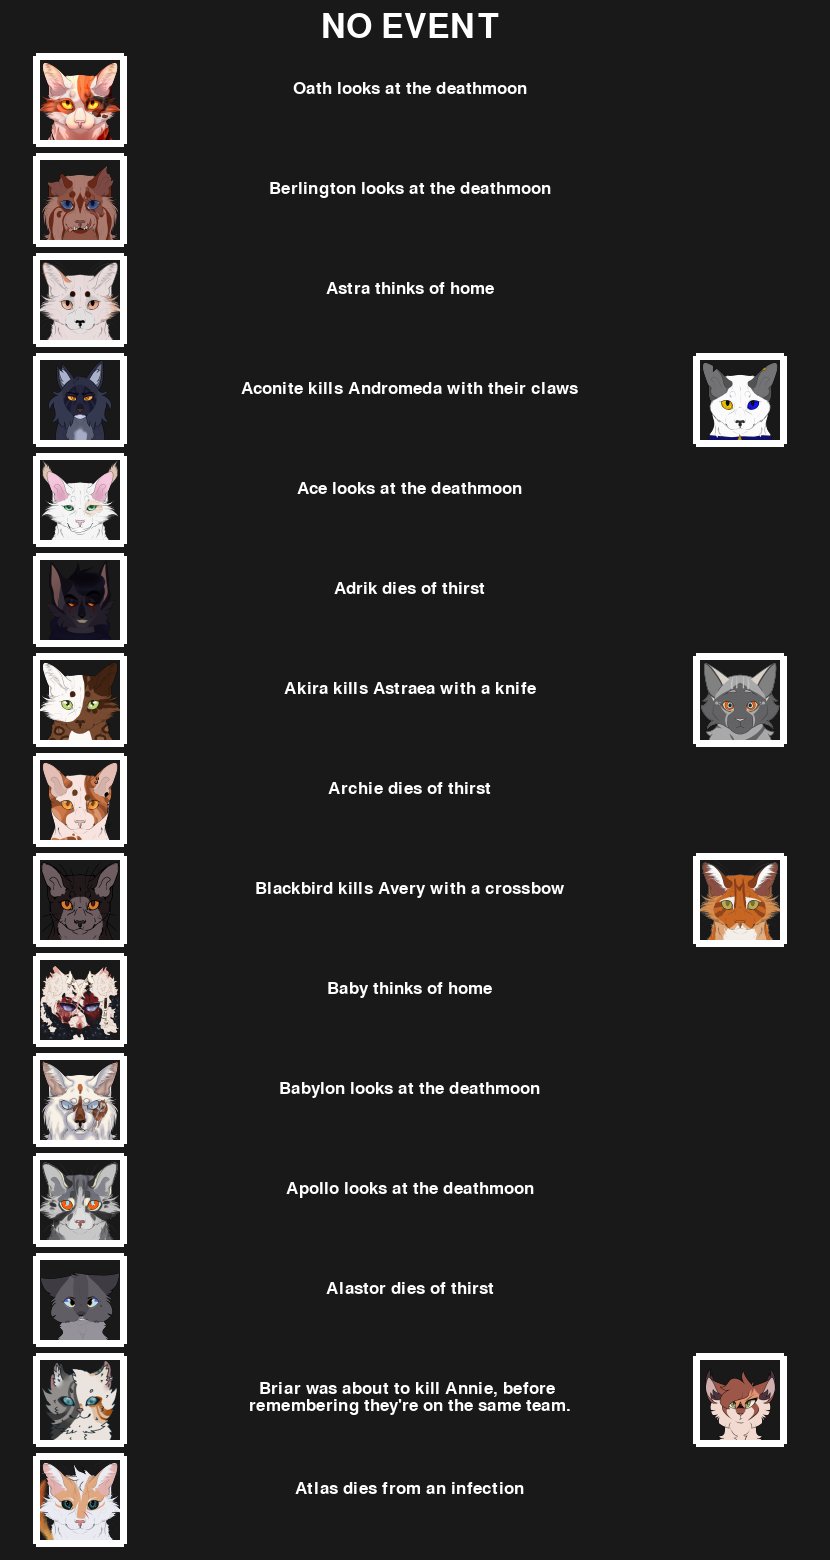 NO EVENT
Oath looks at the deathmoon
Berlington looks at the deathmoon
Astra thinks of home
Aconite kills Andromeda with their claws
Ace looks at the deathmoon
Adrik dies of thirst
Akira kills Astraea with a knife
Archie dies of thirst
Blackbird kills Avery with a crossbow
Baby thinks of home
Babylon looks at the deathmoon
Apollo looks at the deathmoon
Alastor dies of thirst
Briar was about to kill Annie, before
remembering they're on the same team.
Atlas dies from an infection